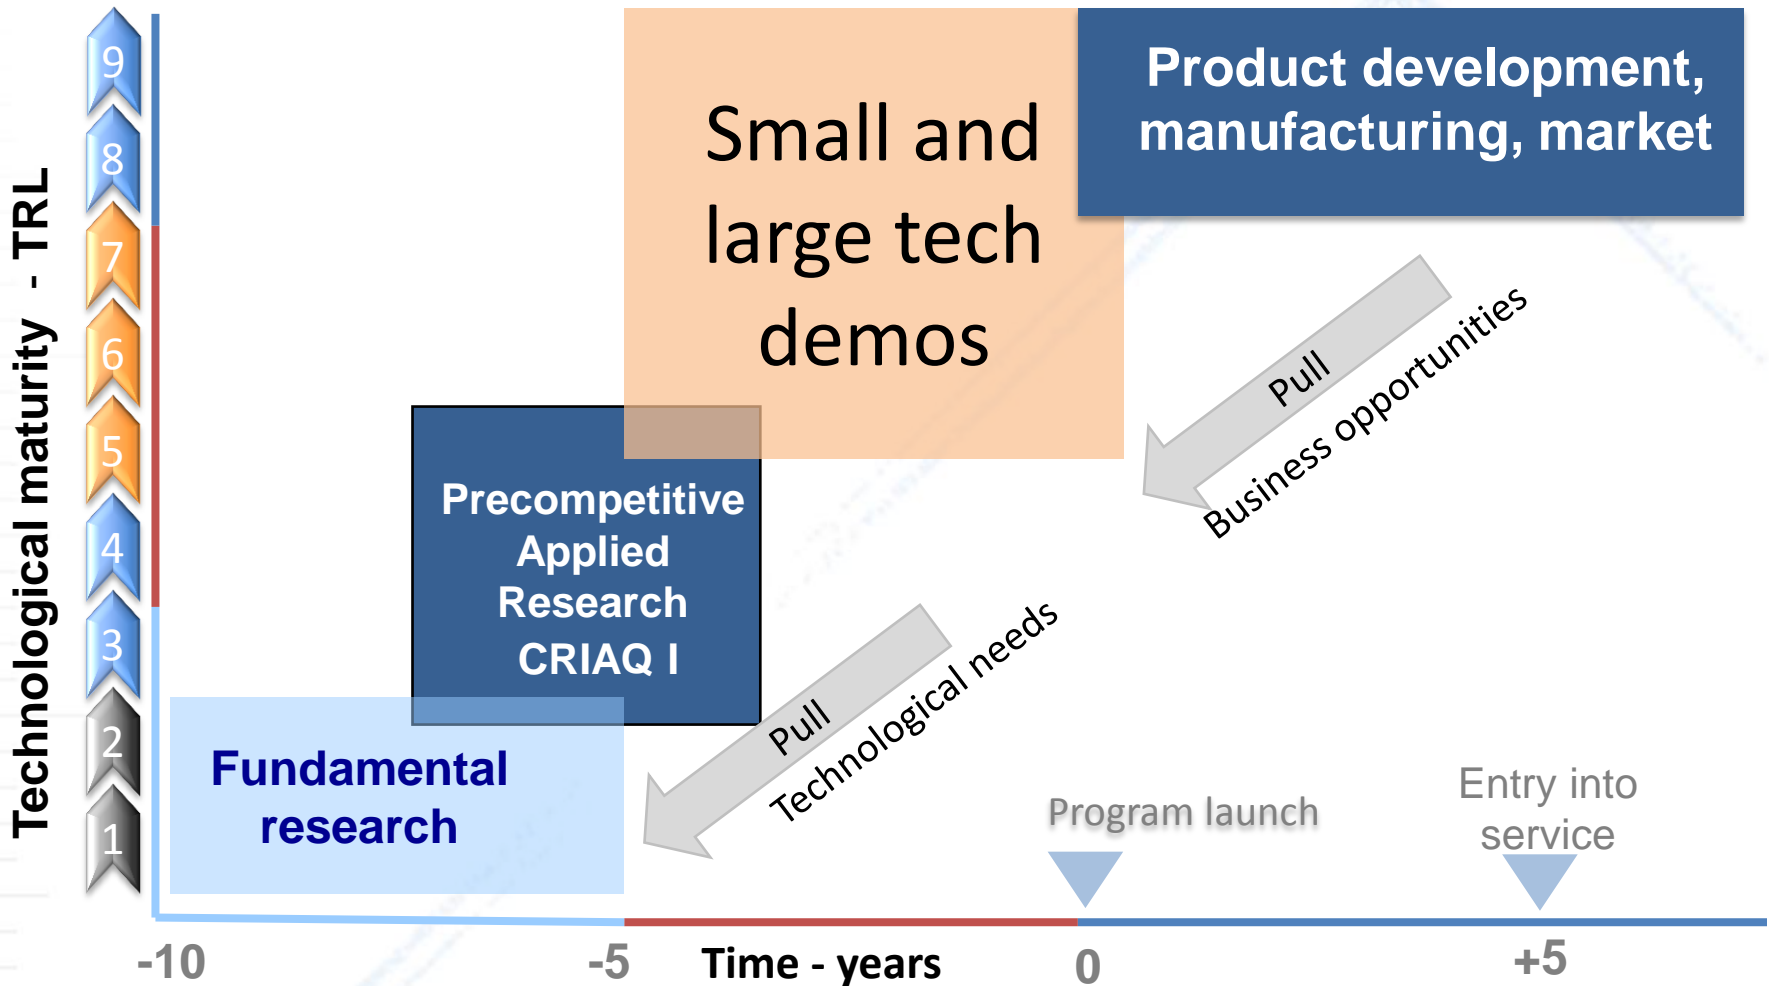 Technological maturity - TRL
9
8
7
6
5
4
3
2
1
Small and
large tech
demos
Product development,
manufacturing, market
Pull
Business opportunities
Precompetitive
Applied
Research
CRIAQ I
Pull
Technological needs
Fundamental
research
Program launch
Entry into
service
-10
-5
Time - years
0
+5